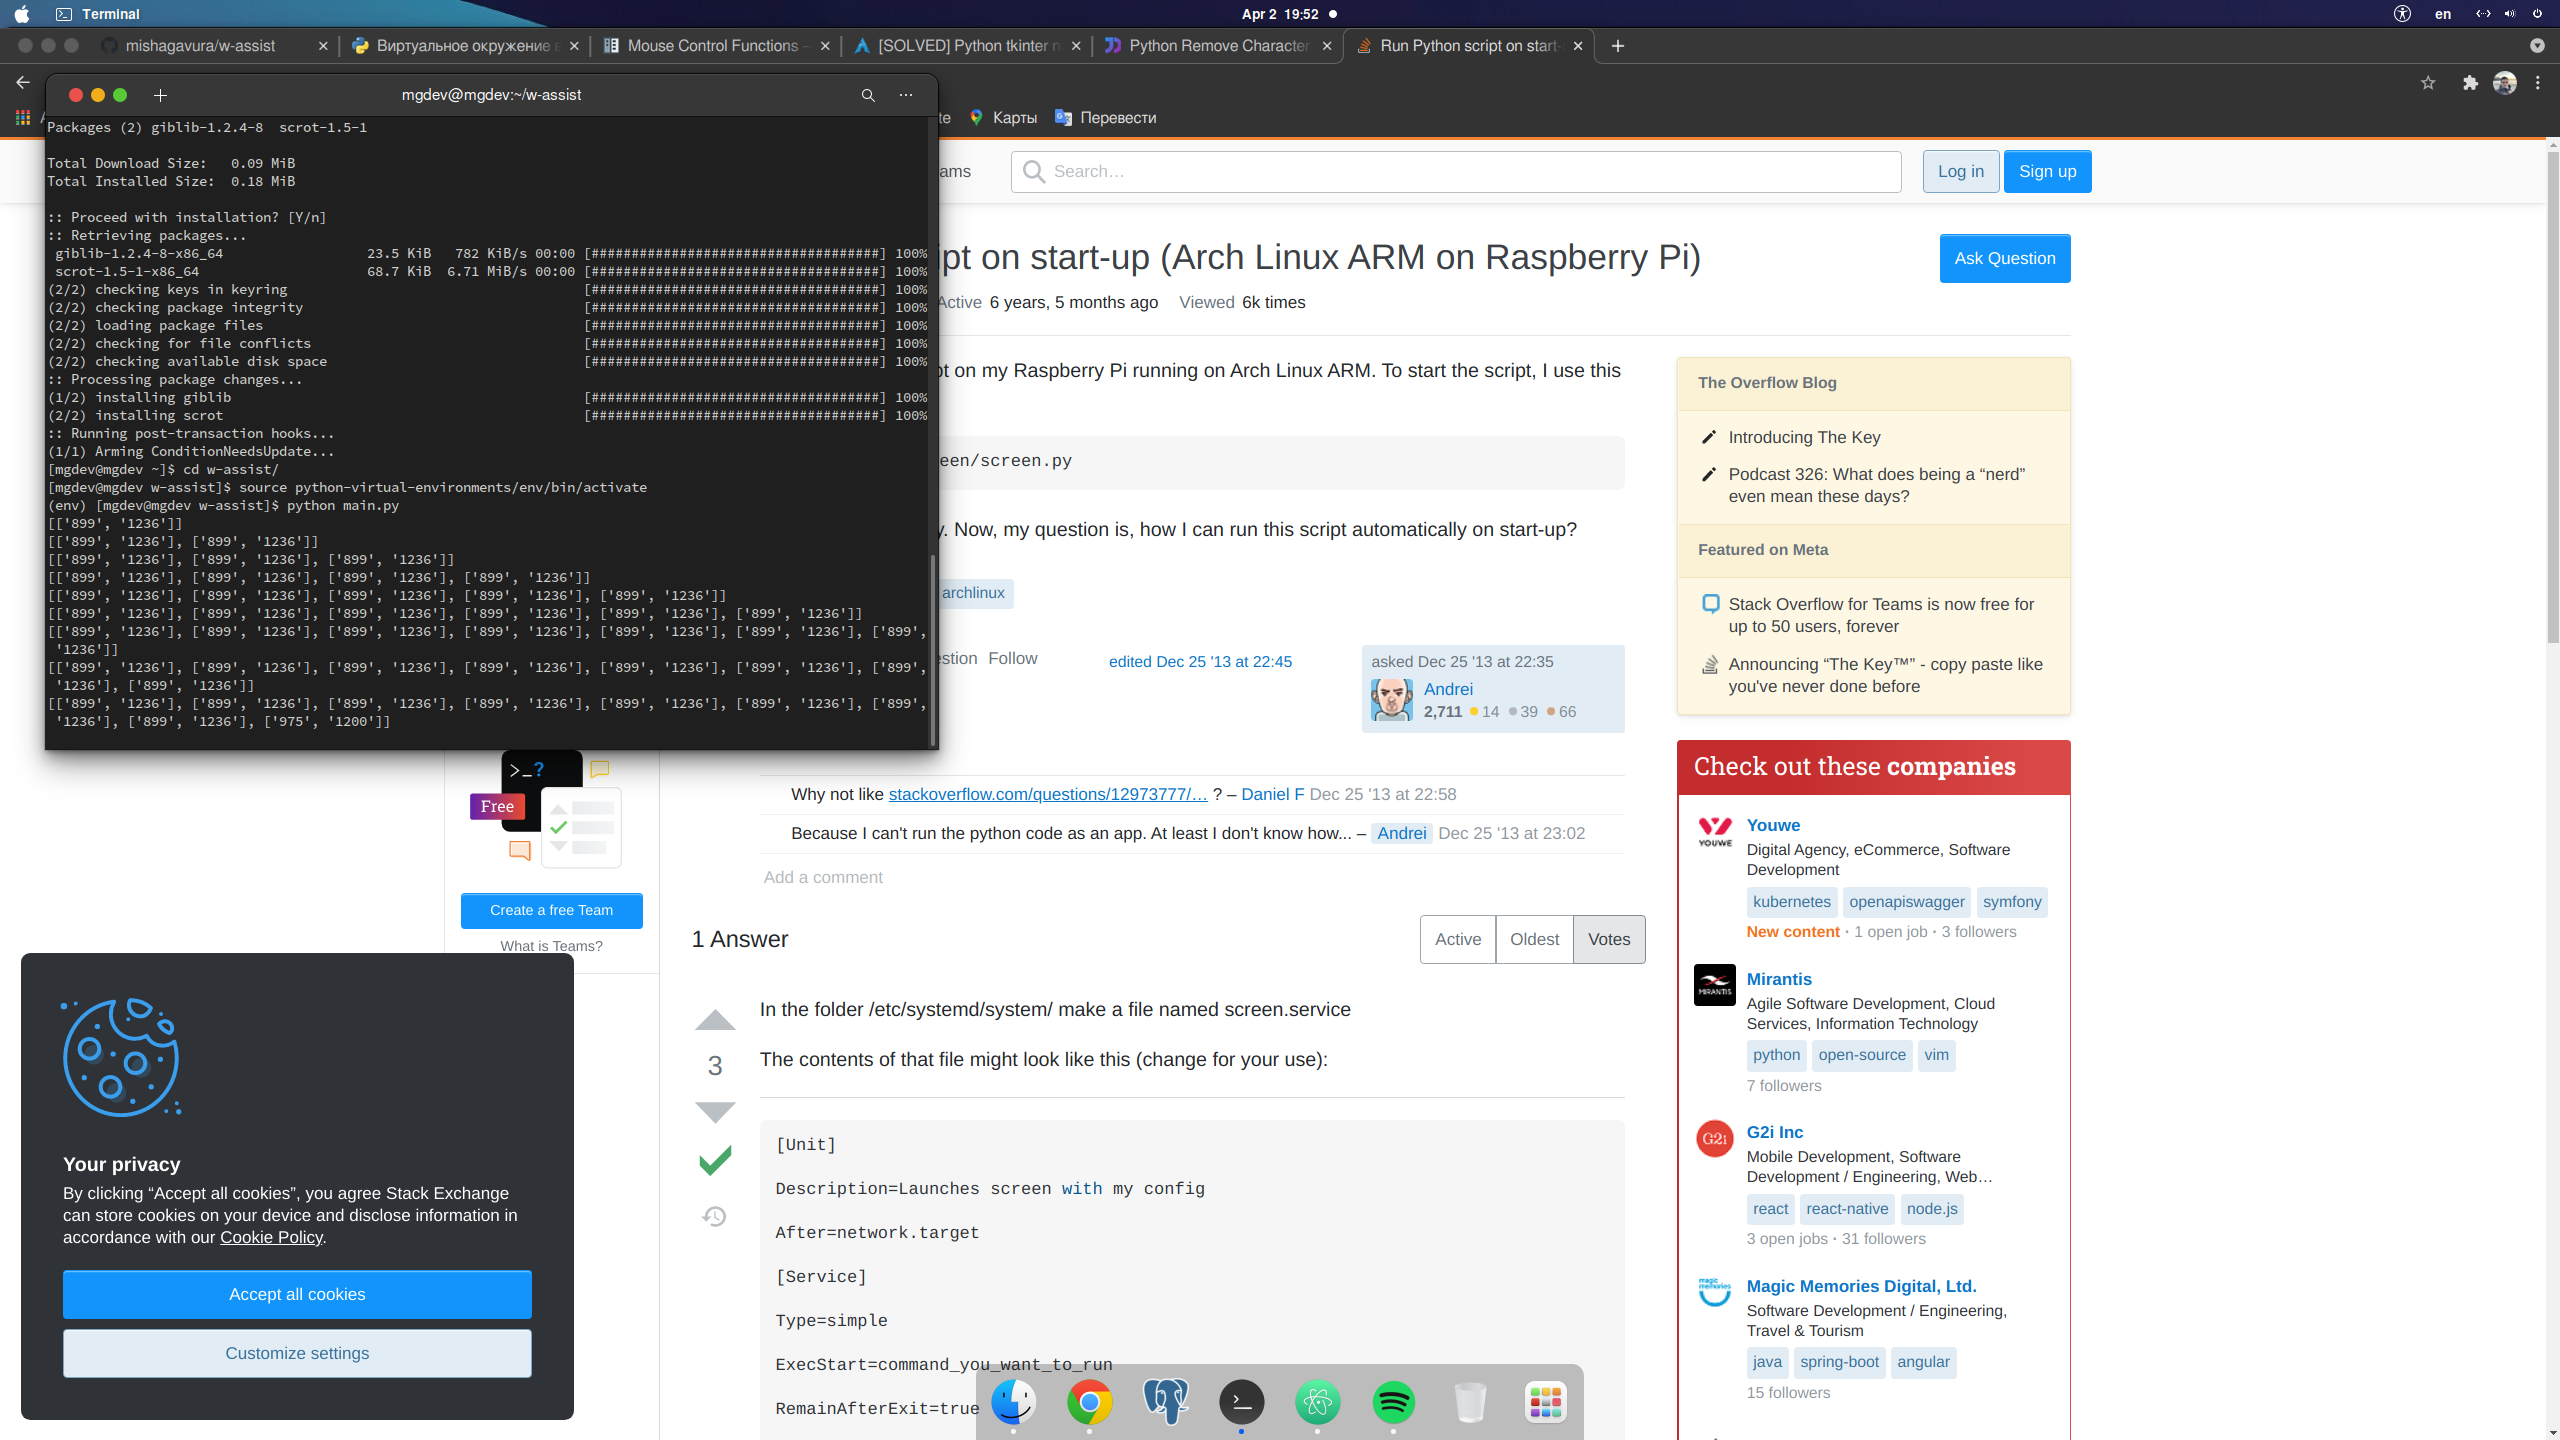 Terminal
Apr 2 19:52
en
mishagavura/w-assist
Виртуальное окружение
Mouse Control Functions
[SOLVED] Python tkinter
Python Remove Character
Run Python script on start-
Карты
Перевести
mgdev@mgdev:~/w-assist
Packages (2) giblib-1.2.4-8  scrot-1.5-1
Total Download Size:   0.09 MiB
Total Installed Size:  0.18 MiB
:: Proceed with installation? [Y/n]
:: Retrieving packages...
giblib-1.2.4-8-x86_64 23.5 KiB 782 KiB/s 00:00 [####################################] 100%
scrot-1.5-1-x86_64 68.7 KiB 6.71 MiB/s 00:00 [####################################] 100%
(2/2) checking keys in keyring [####################################] 100%
(2/2) checking package integrity [####################################] 100%
(2/2) loading package files [####################################] 100%
(2/2) checking for file conflicts [####################################] 100%
(2/2) checking available disk space [####################################] 100%
:: Processing package changes...
(1/2) installing giblib [####################################] 100%
(2/2) installing scrot [####################################] 100%
:: Running post-transaction hooks...
(1/1) Arming ConditionNeedsUpdate...
[mgdev@mgdev ~]$ cd w-assist/
[mgdev@mgdev w-assist]$ source python-virtual-environments/env/bin/activate
(env) [mgdev@mgdev w-assist]$ python main.py
[['899', '1236']]
[['899', '1236'], ['899', '1236']]
[['899', '1236'], ['899', '1236'], ['899', '1236']]
[['899', '1236'], ['899', '1236'], ['899', '1236'], ['899', '1236']]
[['899', '1236'], ['899', '1236'], ['899', '1236'], ['899', '1236'], ['899', '1236']]
[['899', '1236'], ['899', '1236'], ['899', '1236'], ['899', '1236'], ['899', '1236'], ['899', '1236']]
[['899', '1236'], ['899', '1236'], ['899', '1236'], ['899', '1236'], ['899', '1236'], ['899', '1236'], ['899',
'1236']]
[['899', '1236'], ['899', '1236'], ['899', '1236'], ['899', '1236'], ['899', '1236'], ['899', '1236'], ['899',
'1236'], ['899', '1236']]
[['899', '1236'], ['899', '1236'], ['899', '1236'], ['899', '1236'], ['899', '1236'], ['899', '1236'], ['899',
'1236'], ['899', '1236'], ['975', '1200']]
ams
Search…
Log in
Sign up
ipt on start-up (Arch Linux ARM on Raspberry Pi)
Ask Question
Active 6 years, 5 months ago Viewed 6k times
pt on my Raspberry Pi running on Arch Linux ARM. To start the script, I use this
een/screen.py
y. Now, my question is, how I can run this script automatically on start-up?
archlinux
estion Follow
edited Dec 25 '13 at 22:45
asked Dec 25 '13 at 22:35
Andrei
2,711 14 39 66
Why not like stackoverflow.com/questions/12973777/… ? – Daniel F Dec 25 '13 at 22:58
Because I can't run the python code as an app. At least I don't know how... – Andrei Dec 25 '13 at 23:02
Add a comment
1 Answer
Active
Oldest
Votes
3
In the folder /etc/systemd/system/ make a file named screen.service
The contents of that file might look like this (change for your use):
[Unit]
Description=Launches screen with my config
After=network.target
[Service]
Type=simple
ExecStart=command_you_want_to_run
RemainAfterExit=true
>_?
Free
Create a free Team
What is Teams?
Your privacy
By clicking “Accept all cookies”, you agree Stack Exchange
can store cookies on your device and disclose information in
accordance with our Cookie Policy.
Accept all cookies
Customize settings
The Overflow Blog
Introducing The Key
Podcast 326: What does being a “nerd”
even mean these days?
Featured on Meta
Stack Overflow for Teams is now free for
up to 50 users, forever
Announcing “The Key™” - copy paste like
you've never done before
Check out these companies
YOUWE
Youwe
Digital Agency, eCommerce, Software
Development
kubernetes openapiswagger symfony
New content · 1 open job · 3 followers
MIRANTIS
Mirantis
Agile Software Development, Cloud
Services, Information Technology
python open-source vim
7 followers
G2i
G2i Inc
Mobile Development, Software
Development / Engineering, Web…
react react-native node.js
3 open jobs · 31 followers
magic memories
Magic Memories Digital, Ltd.
Software Development / Engineering,
Travel & Tourism
java spring-boot angular
15 followers